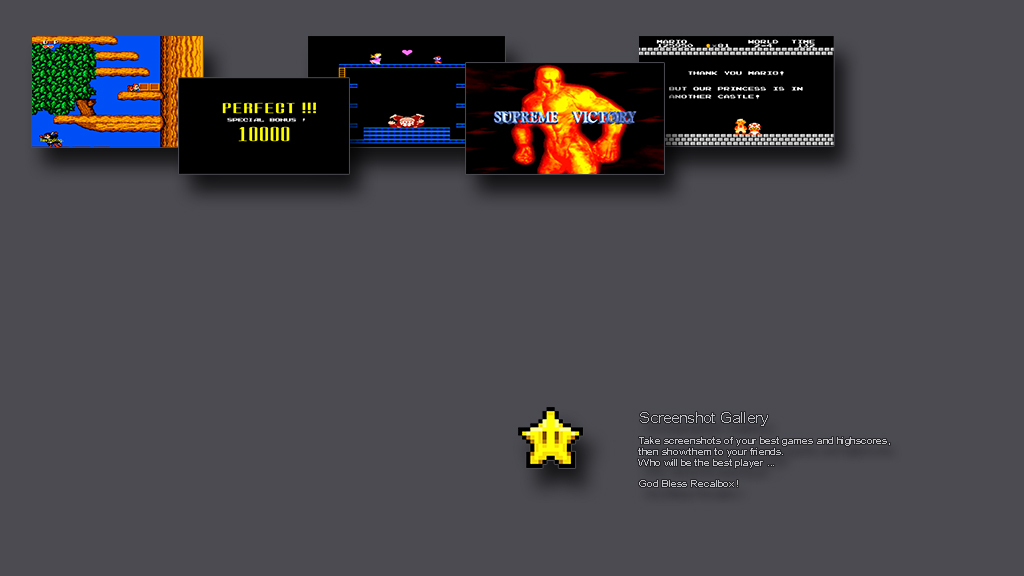 PERFECT !!!
SPECIAL BONUS !
10000
SUPREME VICTORY
MARIO WORLD TIME
THANK YOU MARIO!
BUT OUR PRINCESS IS IN
ANOTHER CASTLE!
Screenshot Gallery
Take screenshots of your best games and highscores,
then showthem to your friends.
Who will be the best player ...
God Bless Recalbox!